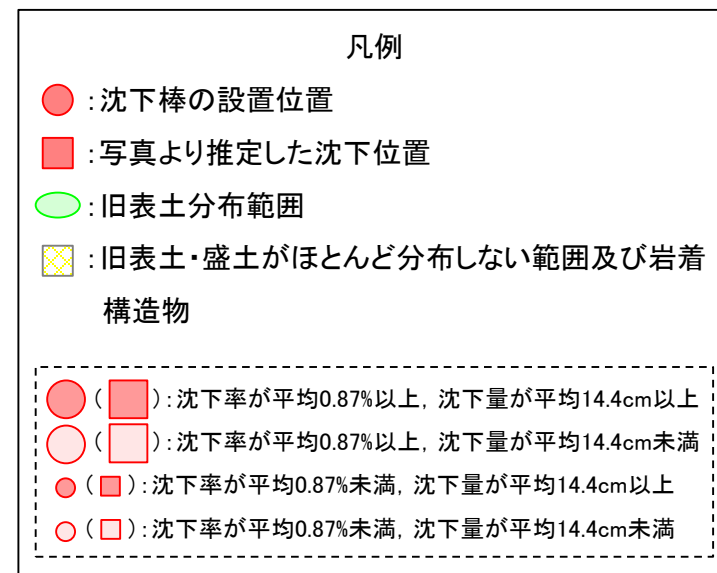 凡例
:沈下棒の設置位置
:写真より推定した沈下位置
:旧表土分布範囲
:旧表土・盛土がほとんど分布しない範囲及び岩着
構造物
( ):沈下率が平均0.87%以上, 沈下量が平均14.4cm以上
( ):沈下率が平均0.87%以上, 沈下量が平均14.4cm未満
( ):沈下率が平均0.87%未満, 沈下量が平均14.4cm以上
( ):沈下率が平均0.87%未満, 沈下量が平均14.4cm未満